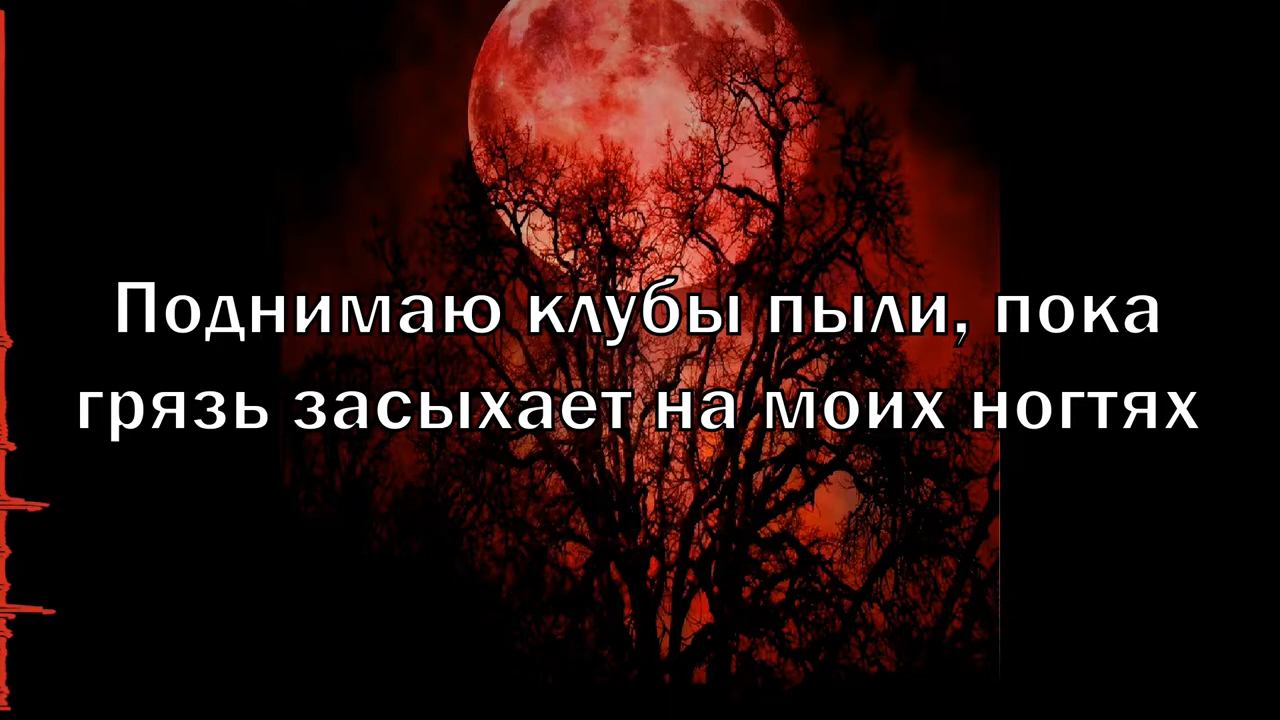 Поднимаю клубы пыли, пока
грязь засыхает на моих ногтях